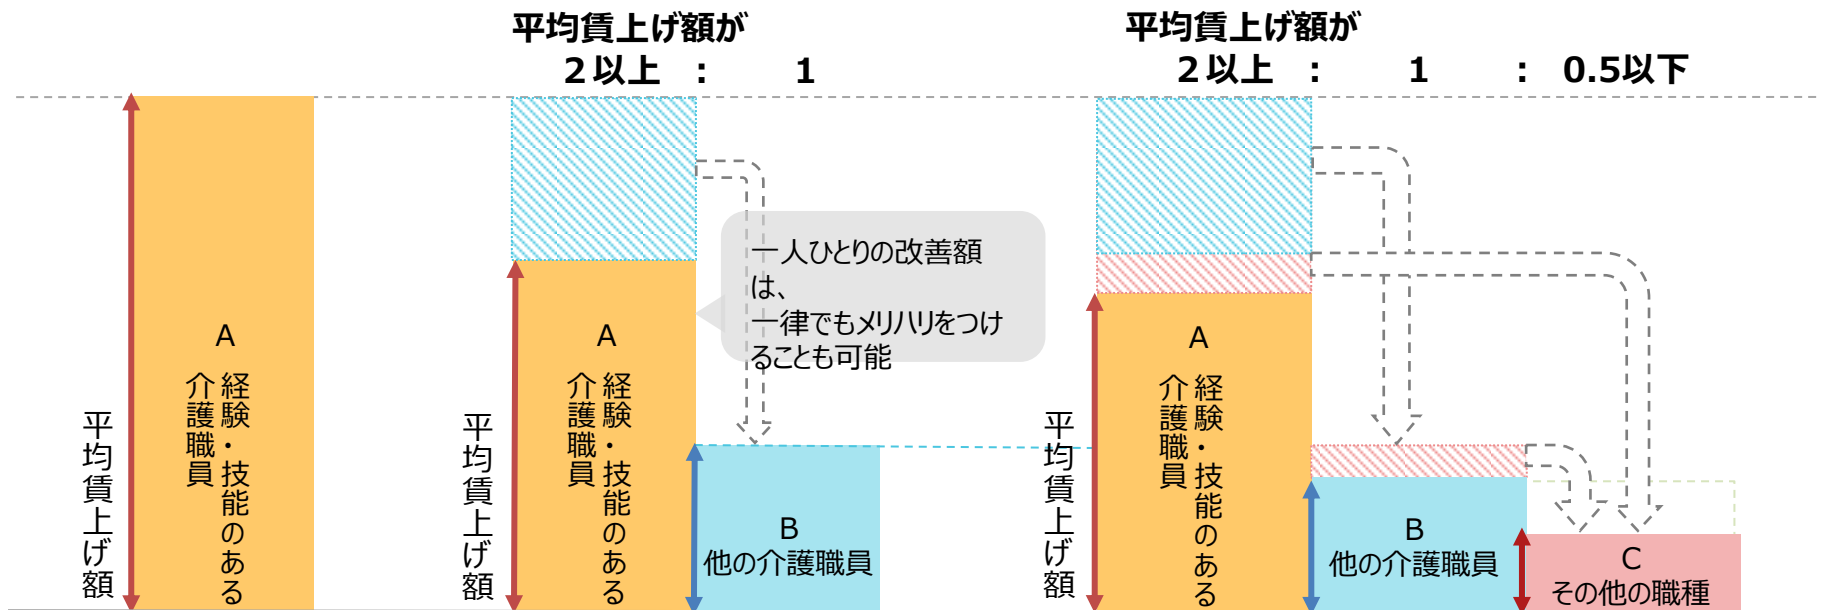 平均賃上げ額が
２以上 : 1
平均賃上げ額が
２以上 : 1 : 0.5以下
平均賃上げ額
A
経験・技能のある
介護職員
平均賃上げ額
A
経験・技能のある
介護職員
一人ひとりの改善額
は、
一律でもメリハリをつけ
ることも可能
B
他の介護職員
平均賃上げ額
A
経験・技能のある
介護職員
B
他の介護職員
C
その他の職種